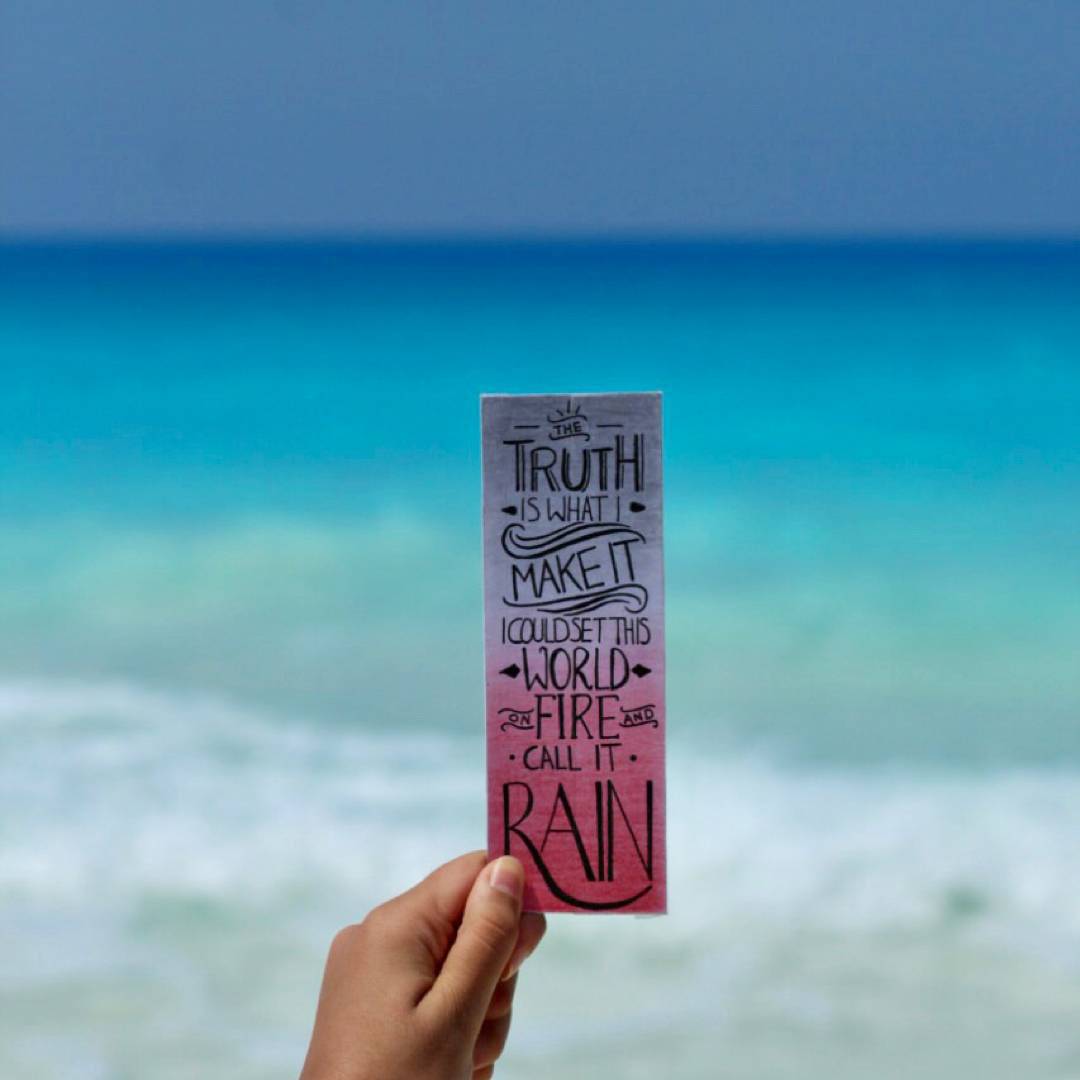 THE
TRUTH
IS WHAT I
MAKE IT
I COULD SET THIS
WORLD
ON FIRE AND
CALL IT
RAIN